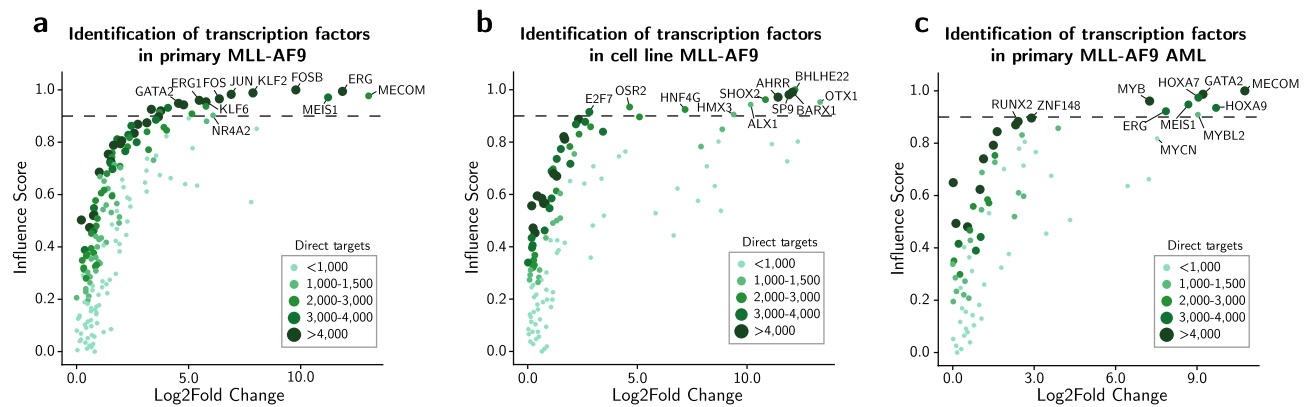 a
Identification of transcription factors
in primary MLL-AF9
Influence Score
1.0
0.8
0.6
0.4
0.2
0.0
GATA2
ERG1
FOS
JUN
KLF2
FOSB
ERG
MECOM
MEIS1
KLF6
NR4A2
Direct targets
<1,000
1,000-1,500
2,000-3,000
3,000-4,000
>4,000
0.0
5.0
10.0
Log2Fold Change
b
Identification of transcription factors
in cell line MLL-AF9
Influence Score
1.0
0.8
0.6
0.4
0.2
0.0
E2F7
OSR2
HNF4G
HMX3
SHOX2
AHRR
BHLHE22
OTX1
SP9
BARX1
ALX1
Direct targets
<1,000
1,000-1,500
2,000-3,000
3,000-4,000
>4,000
0.0
5.0
10.0
Log2Fold Change
c
Identification of transcription factors
in primary MLL-AF9 AML
Influence Score
1.0
0.8
0.6
0.4
0.2
0.0
RUNX2
ZNF148
MYB
HOXA7
GATA2
MECOM
HOXA9
ERG
MEIS1
MYBL2
MYCN
Direct targets
<1,000
1,000-1,500
2,000-3,000
3,000-4,000
>4,000
0.0
3.0
9.0
Log2Fold Change